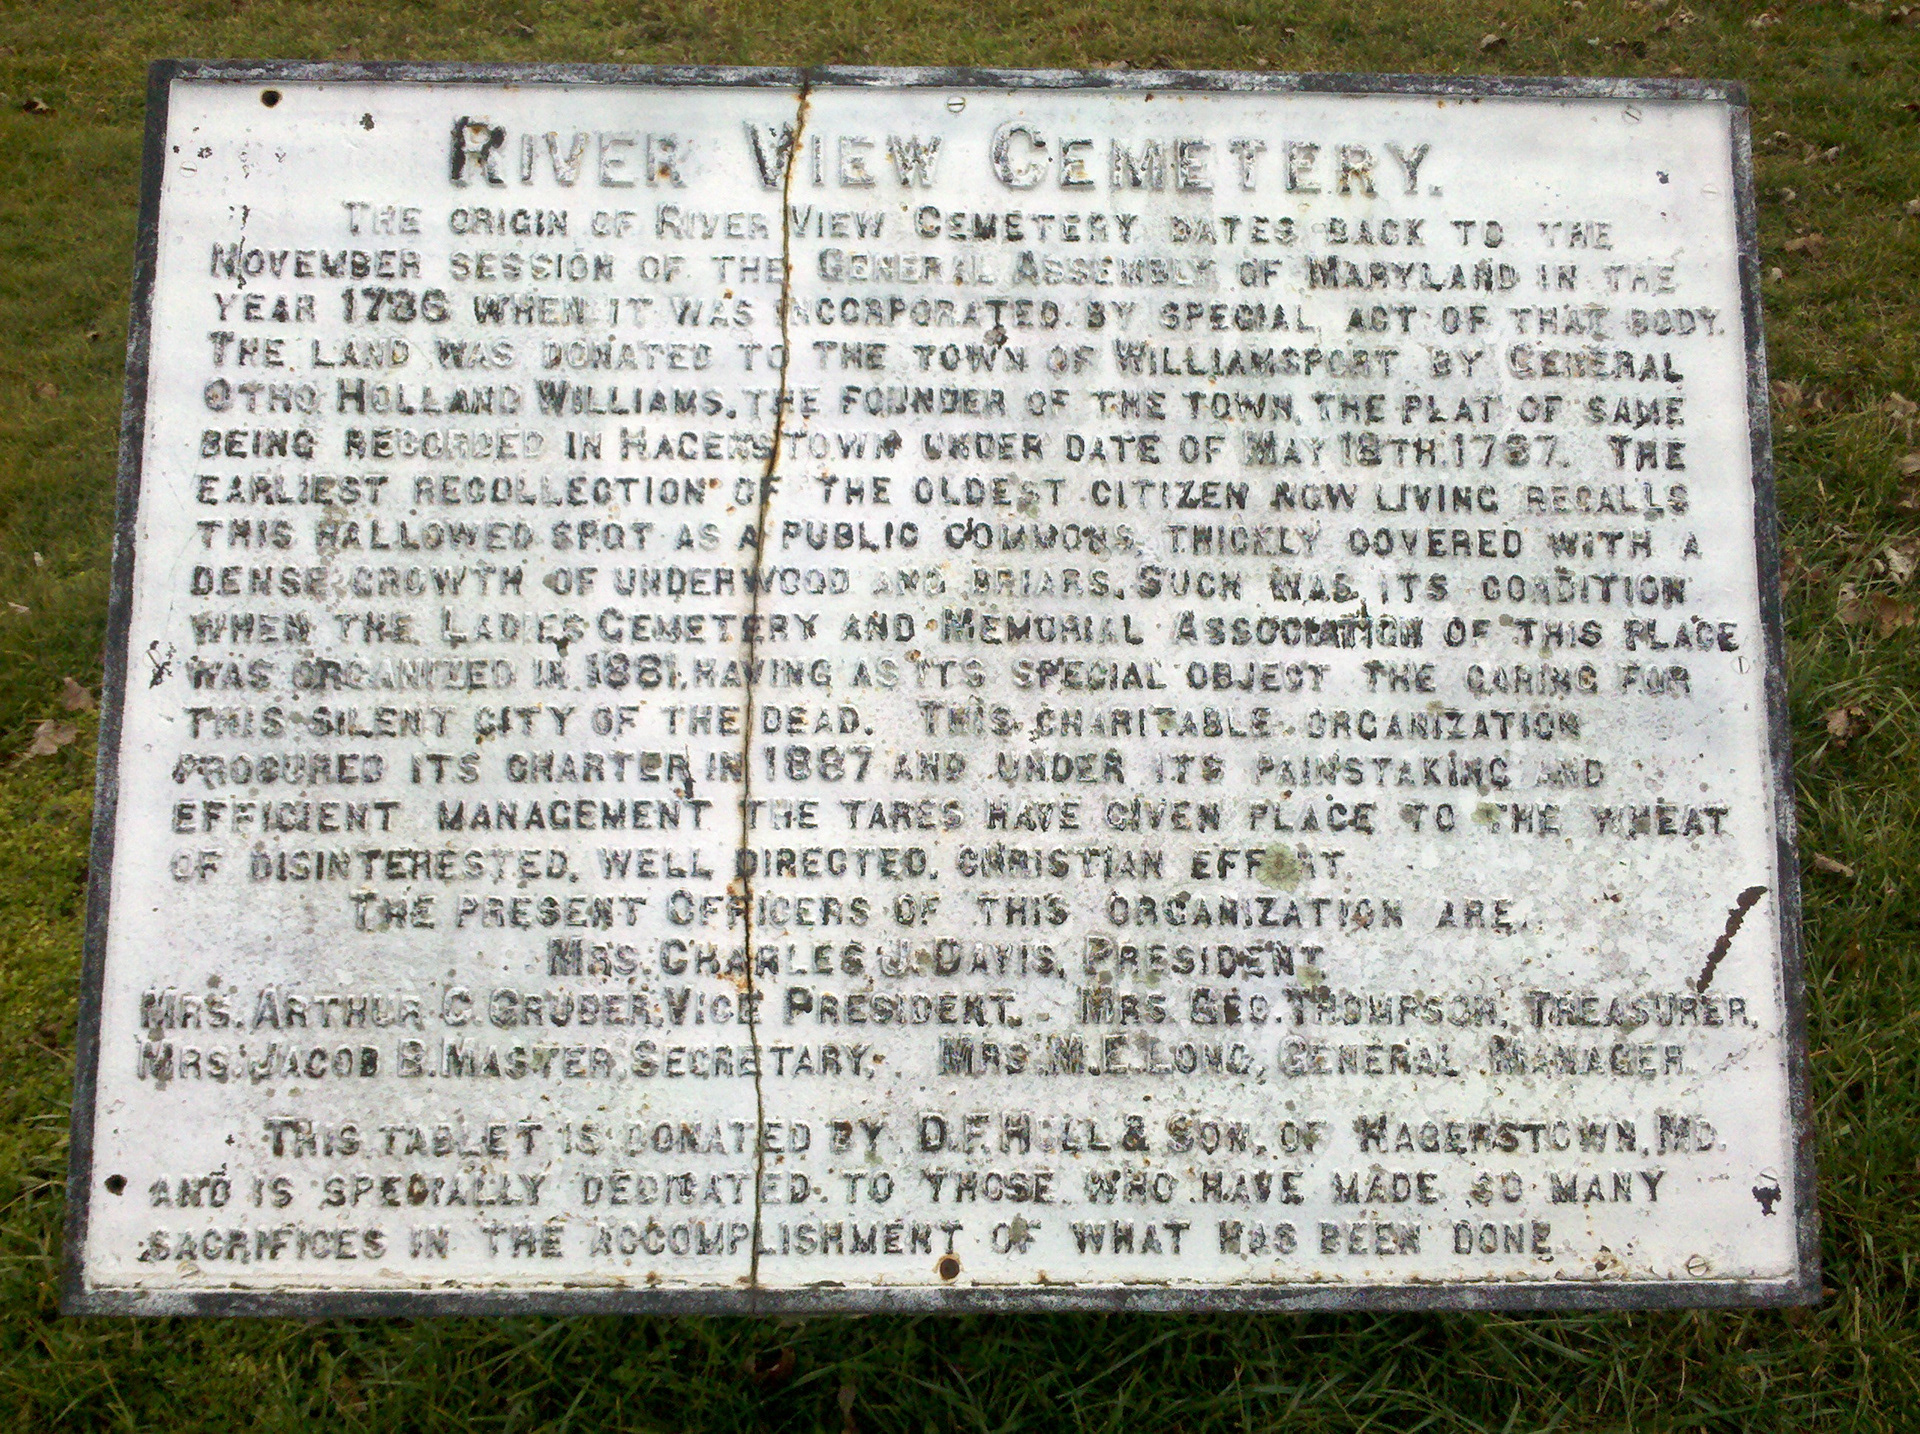 RIVER VIEW CEMETERY.
THE ORIGIN OF RIVER VIEW CEMETERY DATES BACK TO THE
NOVEMBER SESSION OF THE GENERAL ASSEMBLY OF MARYLAND IN THE
YEAR 1786 WHEN IT WAS INCORPORATED BY SPECIAL ACT OF THAT BODY.
THE LAND WAS DONATED TO THE TOWN OF WILLIAMSPORT BY GENERAL
OTHO HOLLAND WILLIAMS, THE FOUNDER OF THE TOWN, THE PLAT OF SAME
BEING RECORDED IN HAGERSTOWN UNDER DATE OF MAY 18TH, 1787. THE
EARLIEST RECOLLECTION OF THE OLDEST CITIZEN NOW LIVING RECALLS
THIS HALLOWED SPOT AS A PUBLIC COMMONS, THICKLY COVERED WITH A
DENSE GROWTH OF UNDERWOOD AND BRIARS. SUCH WAS ITS CONDITION
WHEN THE LADIES CEMETERY AND MEMORIAL ASSOCIATION OF THIS PLACE
WAS ORGANIZED IN 1881, HAVING AS ITS SPECIAL OBJECT THE CARING FOR
THIS SILENT CITY OF THE DEAD. THIS CHARITABLE ORGANIZATION
PROCURED ITS CHARTER IN 1887 AND UNDER ITS PAINSTAKING AND
EFFICIENT MANAGEMENT THE TARES HAVE GIVEN PLACE TO THE WHEAT
OF DISINTERESTED, WELL DIRECTED, CHRISTIAN EFFORT.
THE PRESENT OFFICERS OF THIS ORGANIZATION ARE,
MRS. CHARLES J. DAVIS, PRESIDENT,
MRS. ARTHUR C. GRUBER, VICE PRESIDENT, MRS. GEO. THOMPSON, TREASURER,
MRS. JACOB B. MASTER, SECRETARY, MRS. M. E. LONG, GENERAL MANAGER.
THIS TABLET IS DONATED BY D. F. HULL & SON, OF HAGERSTOWN, MD.
AND IS SPECIALLY DEDICATED TO THOSE WHO HAVE MADE SO MANY
SACRIFICES IN THE ACCOMPLISHMENT OF WHAT HAS BEEN DONE